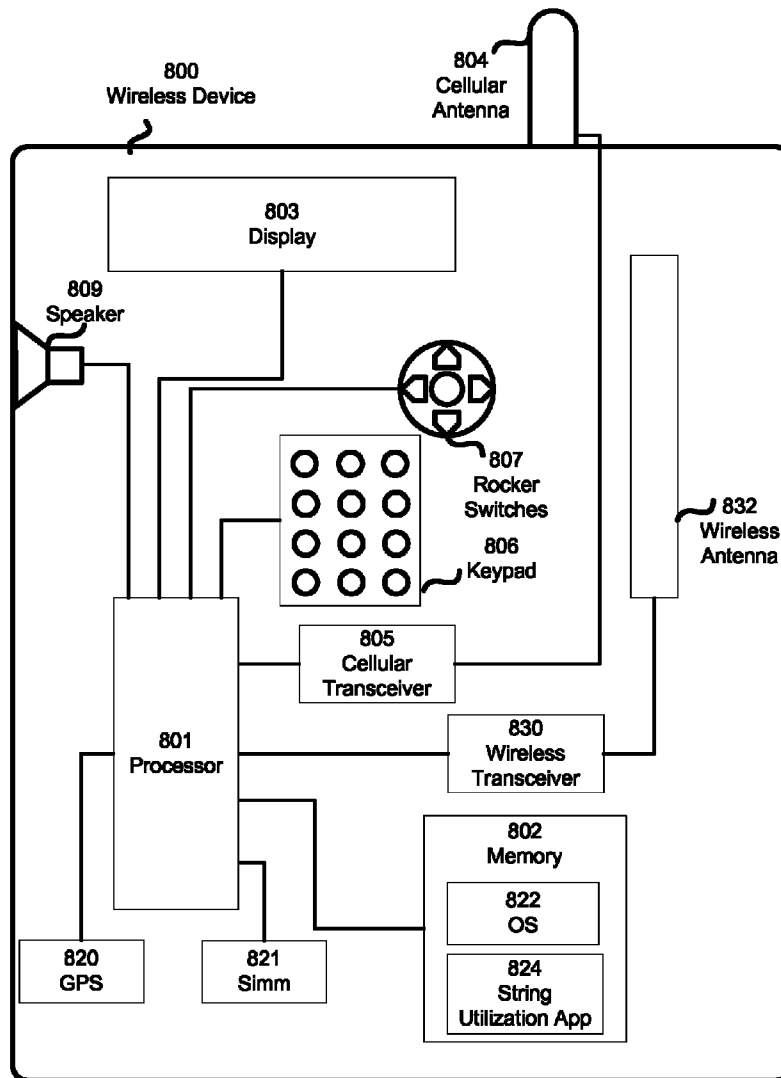 800
Wireless Device
804
Cellular
Antenna
803
Display
809
Speaker
807
Rocker
Switches
832
Wireless
Antenna
806
Keypad
805
Cellular
Transceiver
801
Processor
830
Wireless
Transceiver
802
Memory
822
OS
820
GPS
821
Simm
824
String
Utilization App